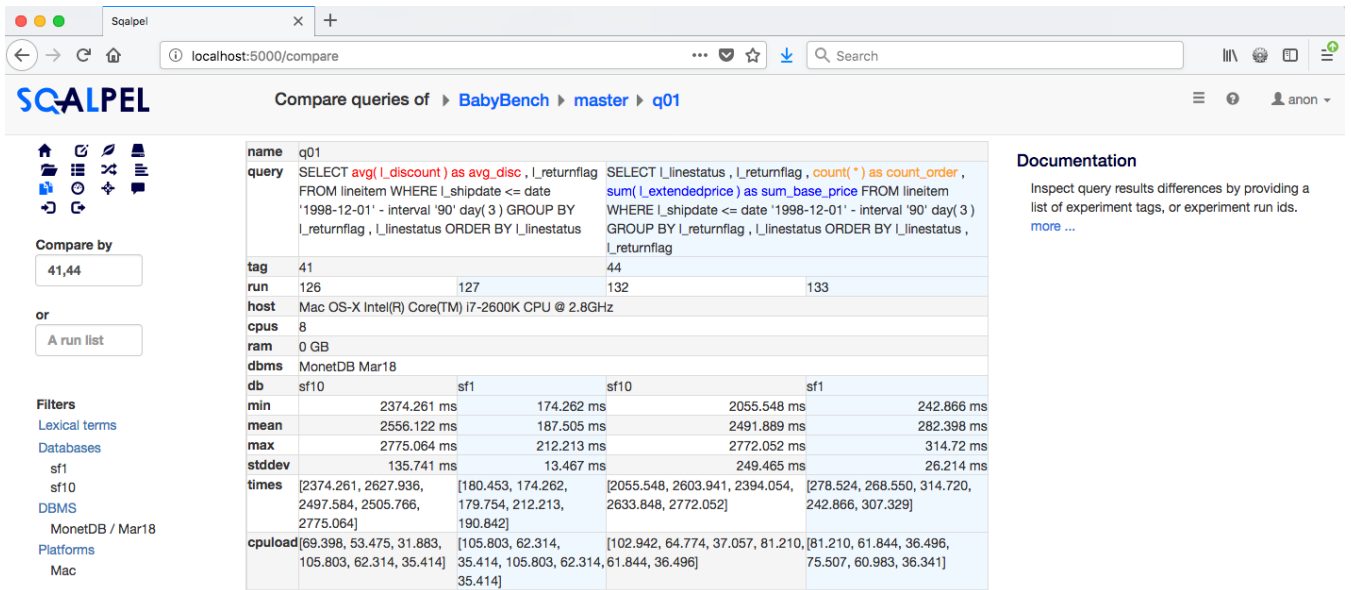 Sqalpel
localhost:5000/compare
Search
SQALPEL
Compare queries of BabyBench master q01
anon
name q01
query SELECT avg( l_discount ) as avg_disc , l_returnflag
FROM lineitem WHERE l_shipdate <= date
'1998-12-01' - interval '90' day( 3 ) GROUP BY
l_returnflag , l_linestatus ORDER BY l_linestatus
SELECT l_linestatus , l_returnflag , count( * ) as count_order ,
sum( l_extendedprice ) as sum_base_price FROM lineitem
WHERE l_shipdate <= date '1998-12-01' - interval '90' day( 3 )
GROUP BY l_returnflag , l_linestatus ORDER BY l_linestatus ,
l_returnflag
tag 41 44
run 126 127 132 133
host Mac OS-X Intel(R) Core(TM) i7-2600K CPU @ 2.8GHz
cpus 8
ram 0 GB
dbms MonetDB Mar18
db sf10 sf1 sf10 sf1
min 2374.261 ms 174.262 ms 2055.548 ms 242.866 ms
mean 2556.122 ms 187.505 ms 2491.889 ms 282.398 ms
max 2775.064 ms 212.213 ms 2772.052 ms 314.72 ms
stddev 135.741 ms 13.467 ms 249.465 ms 26.214 ms
times [2374.261, 2627.936,
2497.584, 2505.766,
2775.064]
[180.453, 174.262,
179.754, 212.213,
190.842]
[2055.548, 2603.941, 2394.054,
2633.848, 2772.052]
[278.524, 268.550, 314.720,
242.866, 307.329]
cpuload [69.398, 53.475, 31.883,
105.803, 62.314, 35.414]
[105.803, 62.314,
35.414, 105.803, 62.314,
35.414]
[102.942, 64.774, 37.057, 81.210,
61.844, 36.496]
[81.210, 61.844, 36.496,
75.507, 60.983, 36.341]
Compare by
41,44
or
A run list
Filters
Lexical terms
Databases
sf1
sf10
DBMS
MonetDB / Mar18
Platforms
Mac
Documentation
Inspect query results differences by providing a
list of experiment tags, or experiment run ids.
more ...